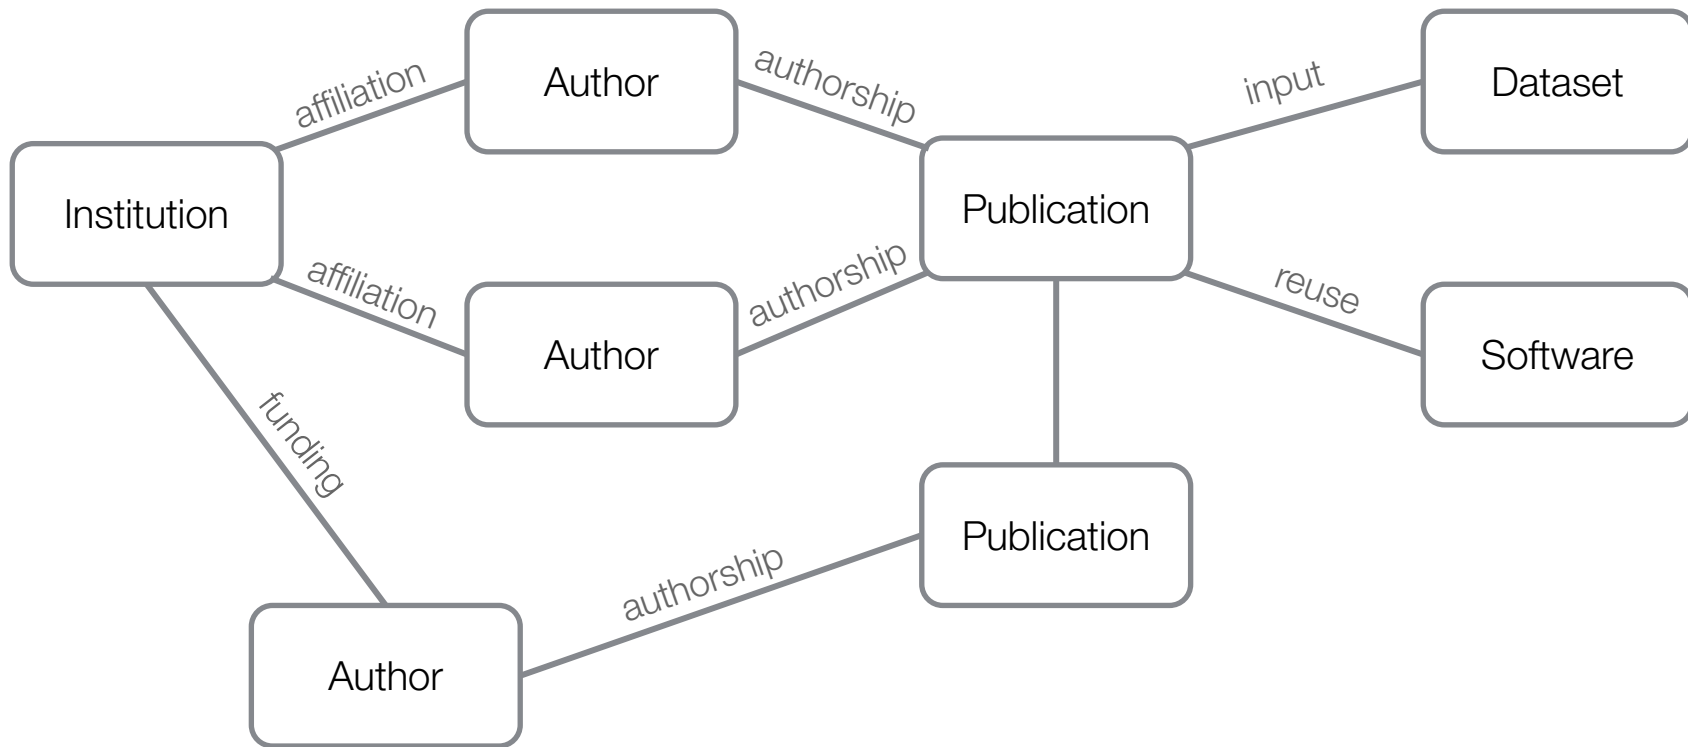 Author
Dataset
affiliation
authorship
input
Institution
Publication
affiliation
authorship
reuse
Author
Software
funding
Publication
authorship
Author